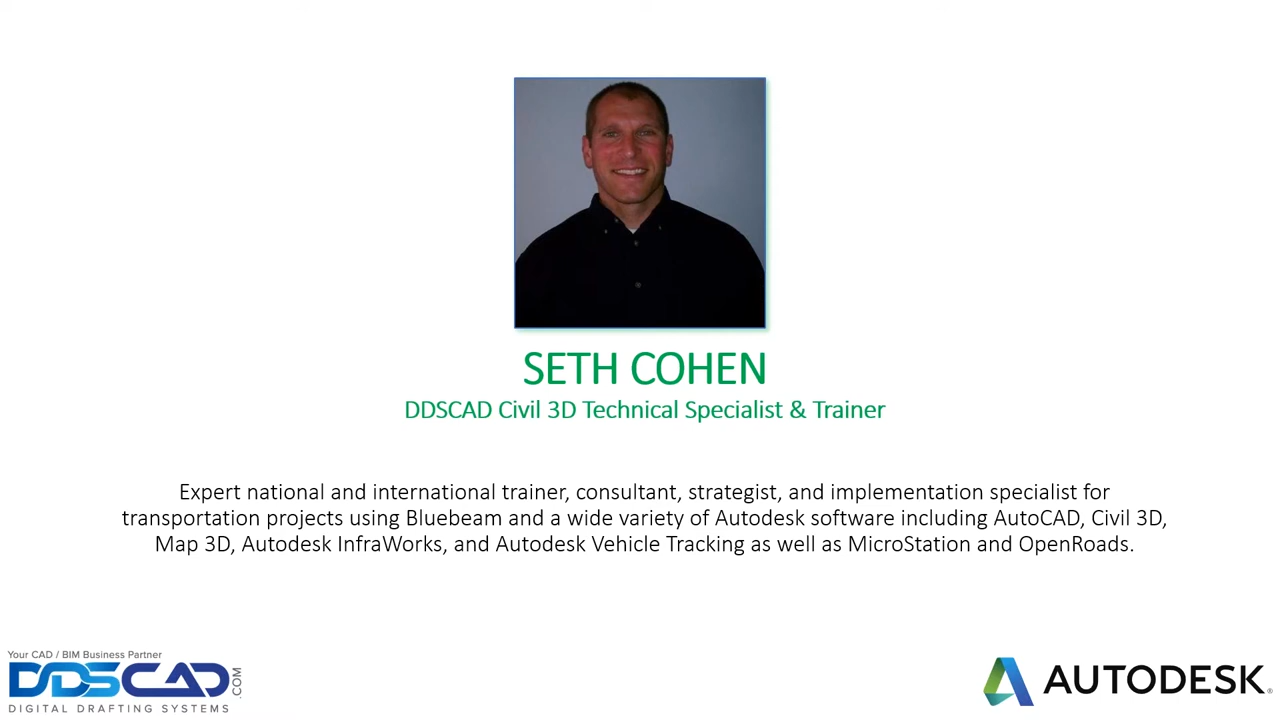 SETH COHEN
DDSCAD Civil 3D Technical Specialist & Trainer
Expert national and international trainer, consultant, strategist, and implementation specialist for
transportation projects using Bluebeam and a wide variety of Autodesk software including AutoCAD, Civil 3D,
Map 3D, Autodesk InfraWorks, and Autodesk Vehicle Tracking as well as MicroStation and OpenRoads.
Your CAD / BIM Business Partner
DDSCAD.COM
DIGITAL DRAFTING SYSTEMS
AUTODESK®